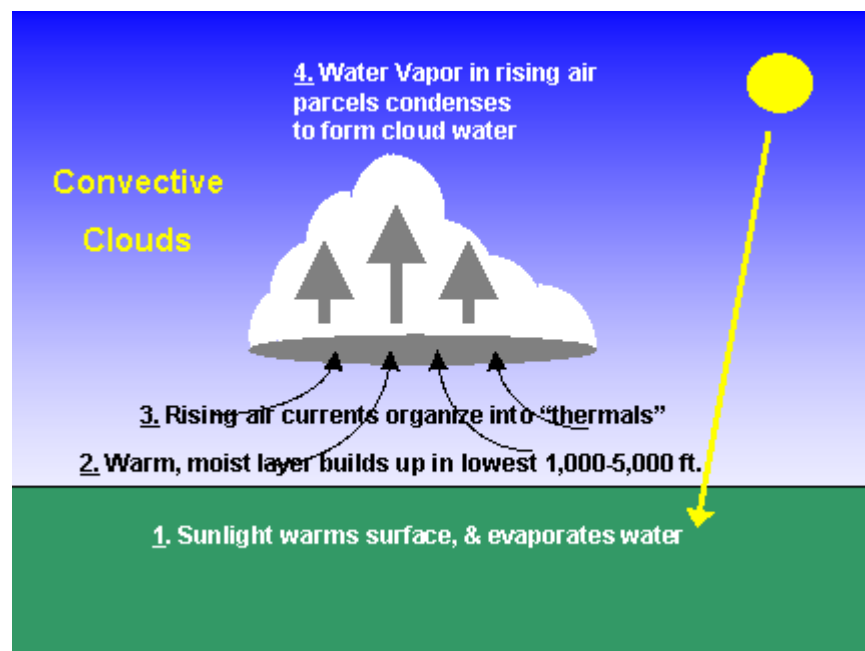 4. Water Vapor in rising air
parcels condenses
to form cloud water
Convective
Clouds
3. Rising air currents organize into “thermals”
2. Warm, moist layer builds up in lowest 1,000-5,000 ft.
1. Sunlight warms surface, & evaporates water